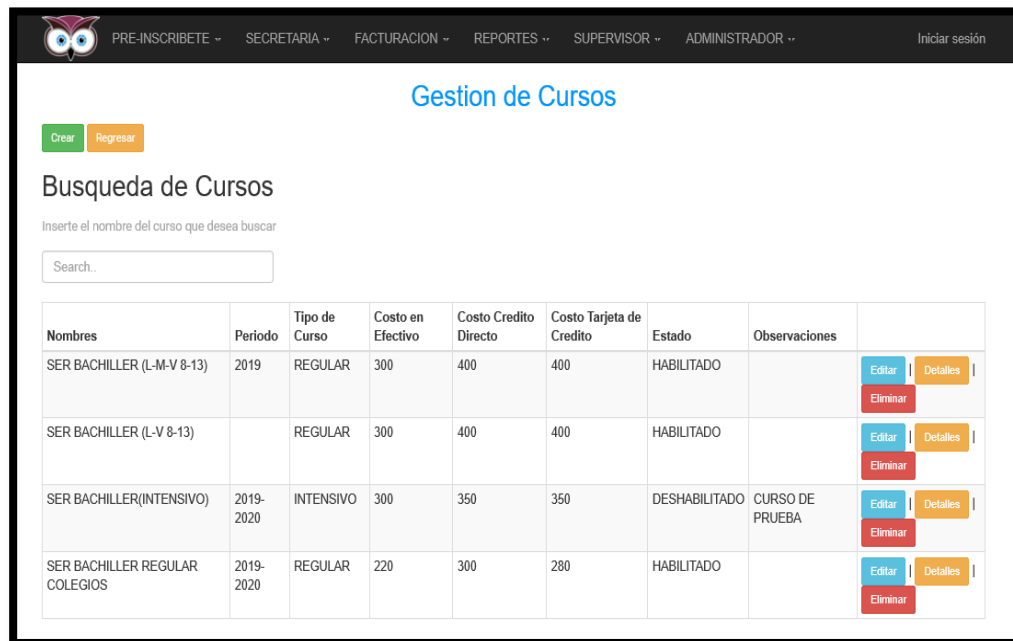 PRE-INSCRIBETE SECRETARIA FACTURACION REPORTES SUPERVISOR ADMINISTRADOR Iniciar sesión
Gestion de Cursos
Crear Regresar
Busqueda de Cursos
Inserte el nombre del curso que desea buscar
Search..
Nombres Periodo Tipo de Curso Costo en Efectivo Costo Credito Directo Costo Tarjeta de Credito Estado Observaciones
SER BACHILLER (L-M-V 8-13) 2019 REGULAR 300 400 400 HABILITADO Editar | Detalles |
Eliminar
SER BACHILLER (L-V 8-13) REGULAR 300 400 400 HABILITADO Editar | Detalles |
Eliminar
SER BACHILLER(INTENSIVO) 2019-2020 INTENSIVO 300 350 350 DESHABILITADO CURSO DE PRUEBA Editar | Detalles |
Eliminar
SER BACHILLER REGULAR COLEGIOS 2019-2020 REGULAR 220 300 280 HABILITADO Editar | Detalles |
Eliminar